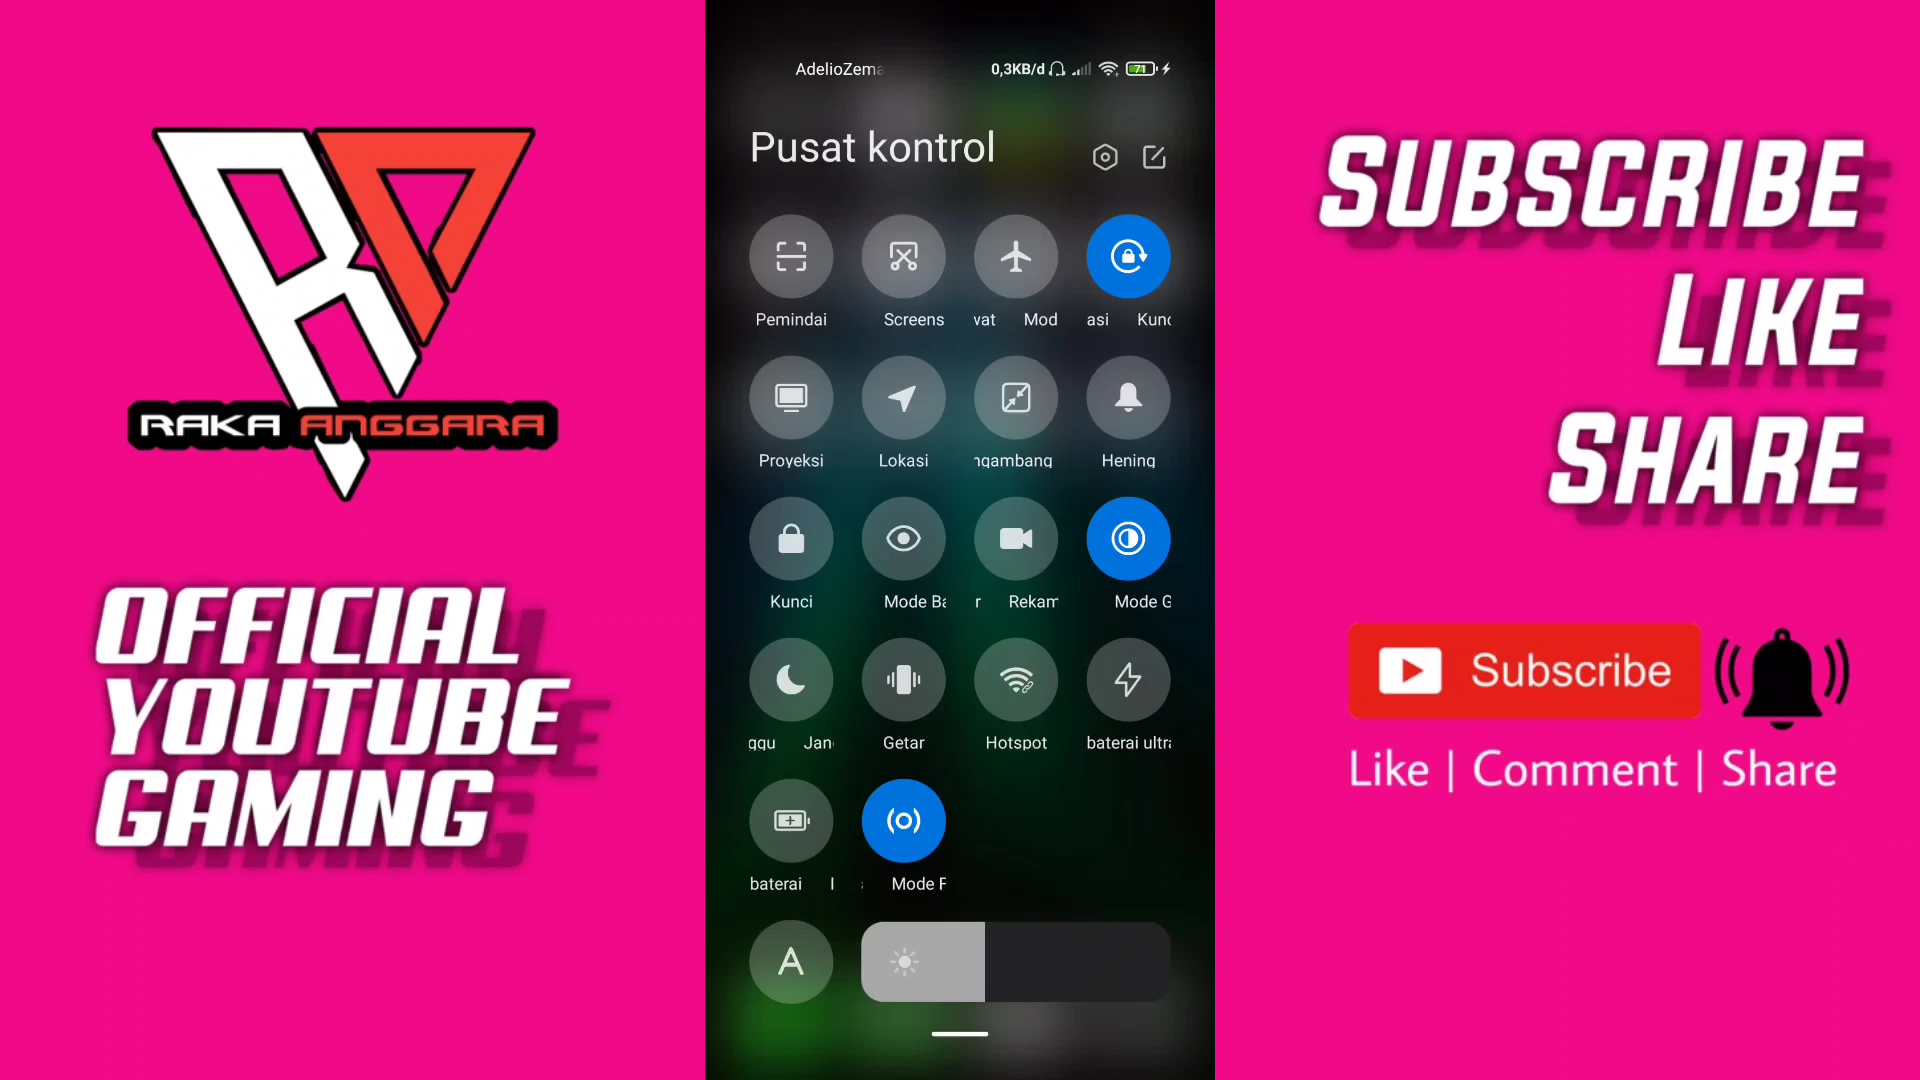 RAKA ANGGARA
OFFICIAL
YOUTUBE
GAMING
AdelioZema
0,3KB/d
71
Pusat kontrol
Pemindai
Screens
vat Mod
asi Kunc
Proyeksi
Lokasi
ngambang
Hening
Kunci
Mode Ba
r Rekam
Mode G
ggu Jan
Getar
Hotspot
baterai ultra
baterai
Mode P
A
SUBSCRIBE
LIKE
SHARE
Subscribe
Like | Comment | Share